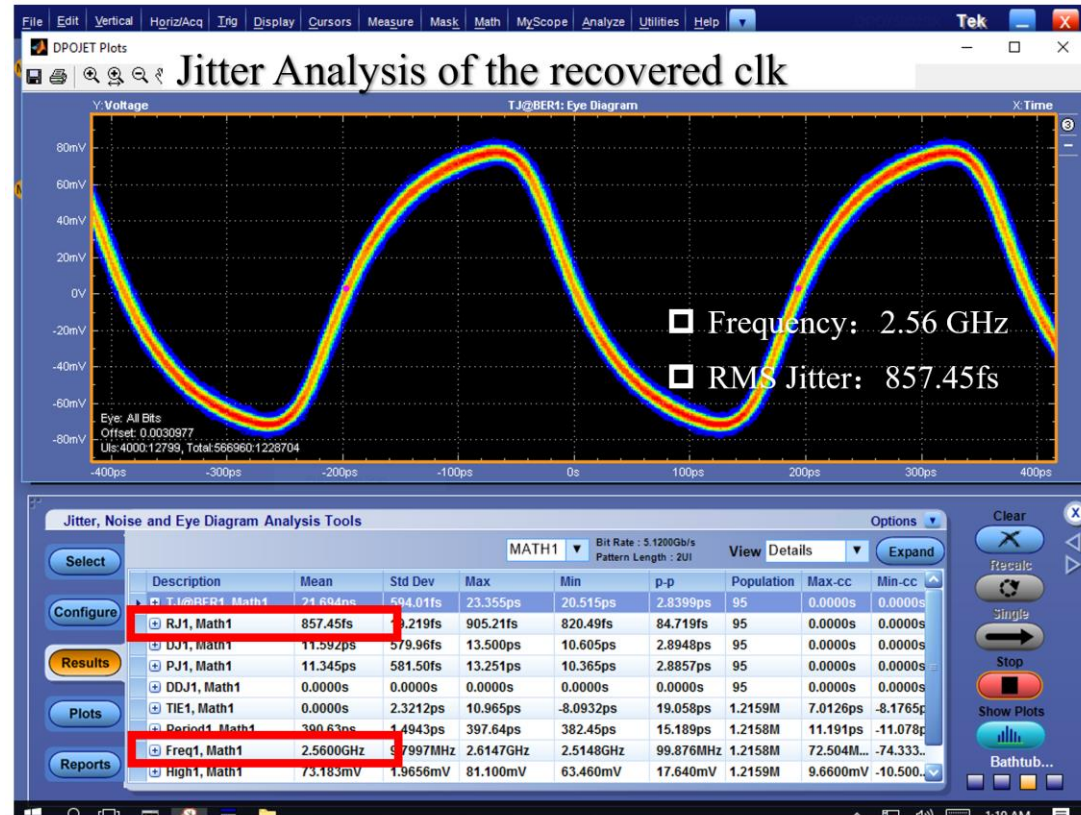 File Edit Vertical Horiz/Acq Trig Display Cursors Measure Mask Math MyScope Analyze Utilities Help Tek X
DPOJET Plots
Jitter Analysis of the recovered clk
Y:Voltage TJ@BER1: Eye Diagram X:Time
3
80mV
60mV
40mV
20mV
0V
-20mV
-40mV
-60mV
-80mV
Frequency： 2.56 GHz
RMS Jitter： 857.45fs
Eye: All Bits
Offset: 0.0030977
UIs:4000:12799, Total:566960:1228704
-400ps -300ps -200ps -100ps 0s 100ps 200ps 300ps 400ps
Jitter, Noise and Eye Diagram Analysis Tools Options Clear X
Select MATH1 Bit Rate : 5.1200Gb/s View Details Expand
Pattern Length : 2UI
Recalc
Description Mean Std Dev Max Min p-p Population Max-cc Min-cc
TJ@BER1, Math1 21.694ps 594.01fs 23.355ps 20.515ps 2.8399ps 95 0.0000s 0.0000s
Configure RJ1, Math1 857.45fs 905.21fs 820.49fs 84.719fs 95 0.0000s 0.0000s Single
DJ1, Math1 11.592ps 579.96fs 13.500ps 10.605ps 2.8948ps 95 0.0000s 0.0000s
Results PJ1, Math1 11.345ps 581.50fs 13.251ps 10.365ps 2.8857ps 95 0.0000s 0.0000s Stop
DDJ1, Math1 0.0000s 0.0000s 0.0000s 0.0000s 0.0000s 95 0.0000s 0.0000s
Plots TIE1, Math1 0.0000s 2.3212ps 10.965ps -8.0932ps 19.058ps 1.2159M 7.0126ps -8.1765p Show Plots
Period1, Math1 390.63ps 1.4943ps 397.64ps 382.45ps 15.189ps 1.2158M 11.191ps -11.078p
Freq1, Math1 2.5600GHz 2.6147GHz 2.5148GHz 99.876MHz 1.2158M 72.504M... -74.333..
Reports High1, Math1 73.183mV 1.9656mV 81.100mV 63.460mV 17.640mV 1.2159M 9.6600mV -10.500.. Bathtub...
1:19 AM